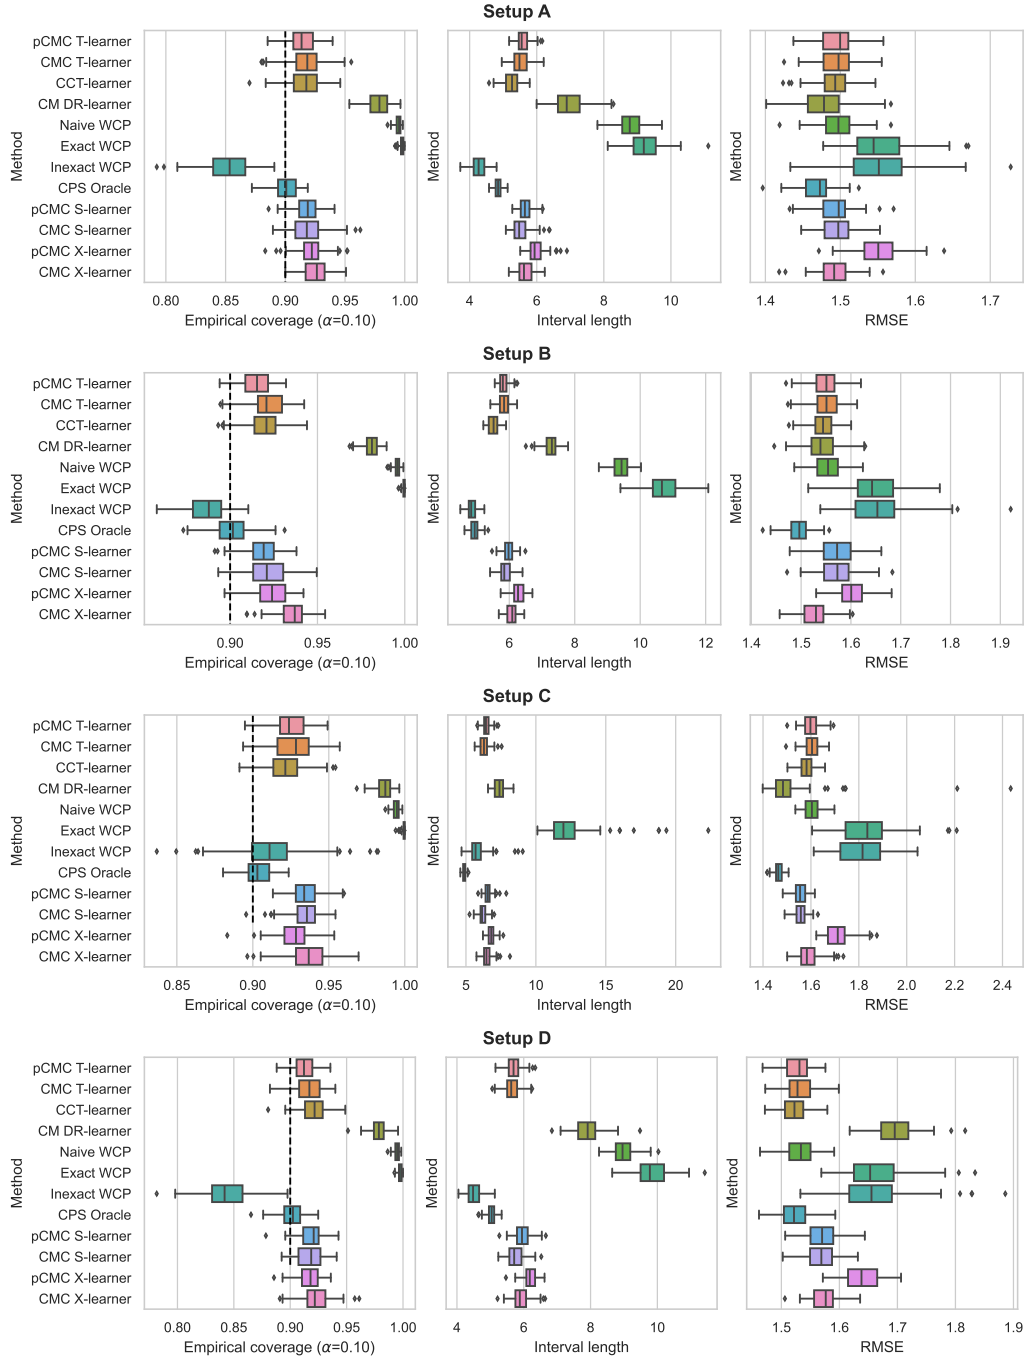 Setup A
Method
pCMC T-learner
CMC T-learner
CCT-learner
CM DR-learner
Naive WCP
Exact WCP
Inexact WCP
CPS Oracle
pCMC S-learner
CMC S-learner
pCMC X-learner
CMC X-learner
0.80 0.85 0.90 0.95 1.00
Empirical coverage (α=0.10)
Method
4 6 8 10
Interval length
Method
1.4 1.5 1.6 1.7
RMSE
Setup B
Method
pCMC T-learner
CMC T-learner
CCT-learner
CM DR-learner
Naive WCP
Exact WCP
Inexact WCP
CPS Oracle
pCMC S-learner
CMC S-learner
pCMC X-learner
CMC X-learner
0.90 0.95 1.00
Empirical coverage (α=0.10)
Method
6 8 10 12
Interval length
Method
1.5 1.6 1.7 1.8 1.9
RMSE
Setup C
Method
pCMC T-learner
CMC T-learner
CCT-learner
CM DR-learner
Naive WCP
Exact WCP
Inexact WCP
CPS Oracle
pCMC S-learner
CMC S-learner
pCMC X-learner
CMC X-learner
0.85 0.90 0.95 1.00
Empirical coverage (α=0.10)
Method
5 10 15 20
Interval length
Method
1.4 1.6 1.8 2.0 2.2 2.4
RMSE
Setup D
Method
pCMC T-learner
CMC T-learner
CCT-learner
CM DR-learner
Naive WCP
Exact WCP
Inexact WCP
CPS Oracle
pCMC S-learner
CMC S-learner
pCMC X-learner
CMC X-learner
0.80 0.85 0.90 0.95 1.00
Empirical coverage (α=0.10)
Method
4 6 8 10
Interval length
Method
1.5 1.6 1.7 1.8 1.9
RMSE